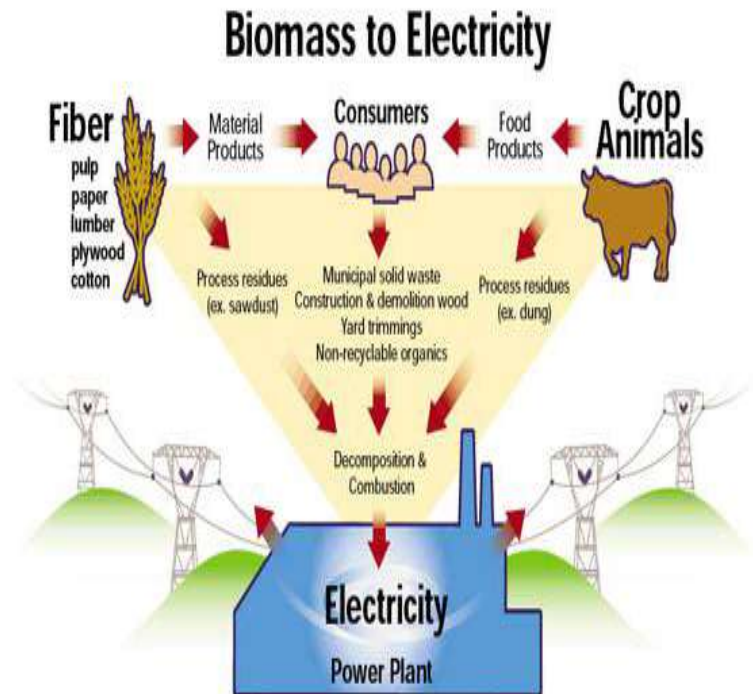 Biomass to Electricity
Fiber
pulp
paper
lumber
plywood
cotton
Material
Products
Consumers
Food
Products
Crop
Animals
Process residues
(ex. sawdust)
Municipal solid waste
Construction & demolition wood
Yard trimmings
Non-recyclable organics
Process residues
(ex. dung)
Decomposition &
Combustion
Electricity
Power Plant